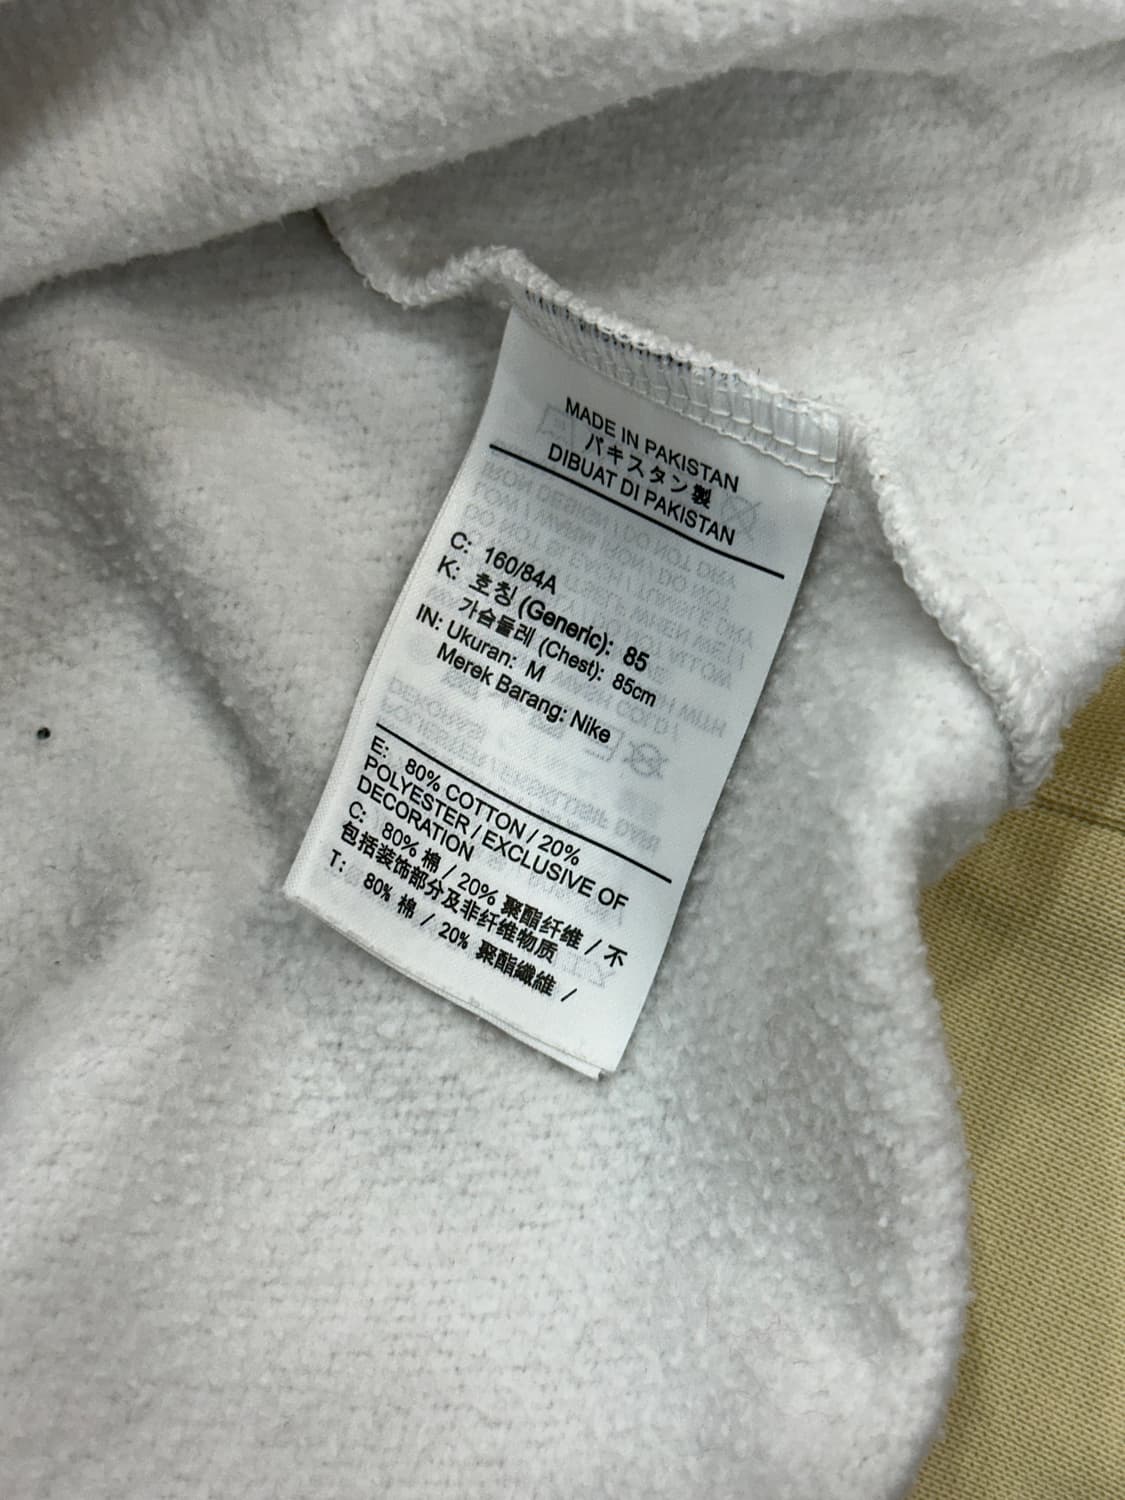 MADE IN PAKISTAN
パキスタン製
DIBUAT DI PAKISTAN
C: 160/84A
K: 호칭 (Generic): 85
가슴둘레 (Chest): 85cm
IN: Ukuran: M
Merek Barang: Nike
E: 80% COTTON / 20%
POLYESTER / EXCLUSIVE OF
DECORATION
C: 80% 棉 / 20% 聚酯纤维 / 不
包括装饰部分及非纤维物质
T: 80% 棉 / 20% 聚酯纖維 /